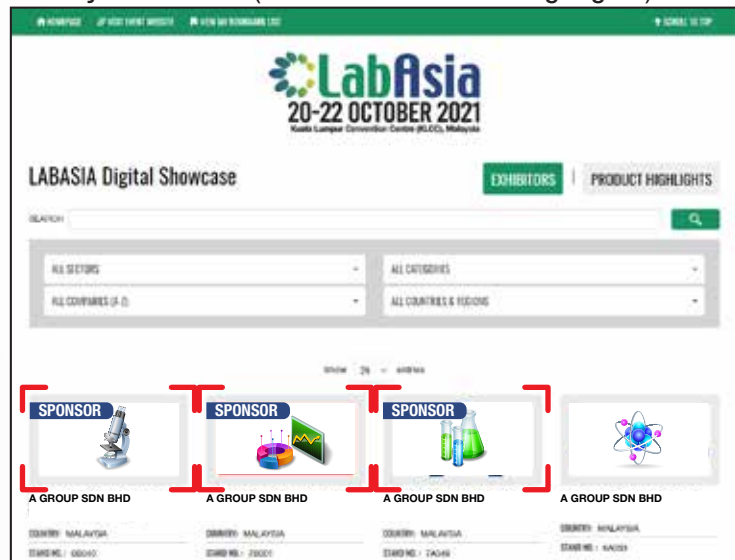 HOMEPAGE VISIT EVENT WEBSITE VIEW MY BOOKMARK LIST SCROLL TO TOP
LabAsia
20-22 OCTOBER 2021
Kuala Lumpur Convention Centre (KLCC), Malaysia
LABASIA Digital Showcase EXHIBITORS | PRODUCT HIGHLIGHTS
SEARCH
ALL SECTORS ALL CATEGORIES
ALL COMPANIES (A-Z) ALL COUNTRIES & REGIONS
Show entries
SPONSOR SPONSOR SPONSOR
A GROUP SDN BHD A GROUP SDN BHD A GROUP SDN BHD A GROUP SDN BHD
COUNTRY: MALAYSIA COUNTRY: MALAYSIA COUNTRY: MALAYSIA COUNTRY: MALAYSIA
STAND NO.: STAND NO.: STAND NO.: STAND NO.: